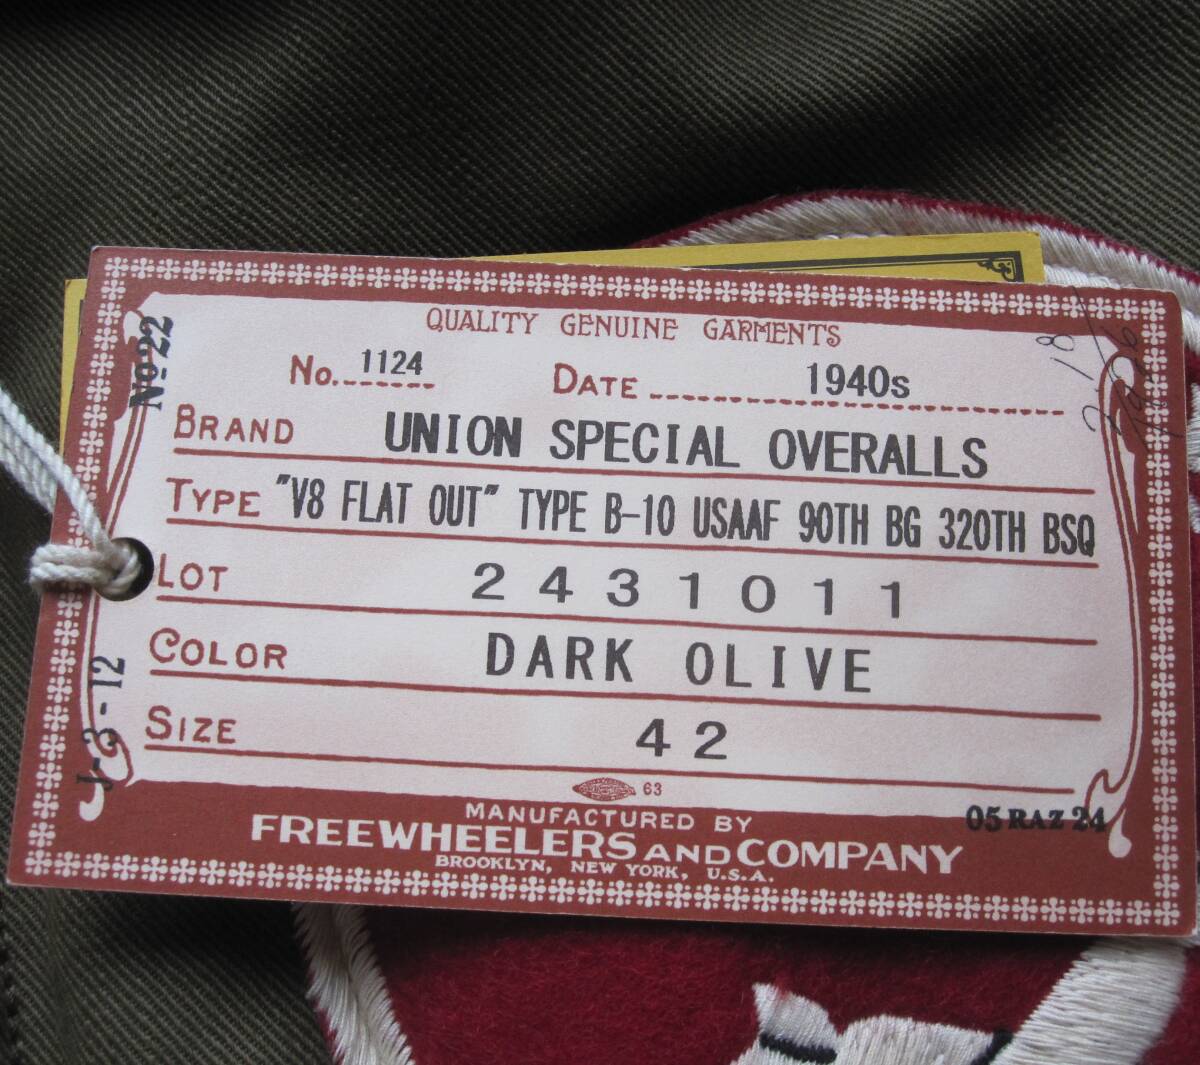 QUALITY GENUINE GARMENTS
No. 1124 DATE 1940s
BRAND UNION SPECIAL OVERALLS
TYPE "V8 FLAT OUT" TYPE B-10 USAAF 90TH BG 320TH BSQ
LOT 2431011
COLOR DARK OLIVE
SIZE 42
63
MANUFACTURED BY
FREEWHEELERS AND COMPANY
BROOKLYN, NEW YORK, U.S.A.
05 RAZ 24
No 22
J-3-12